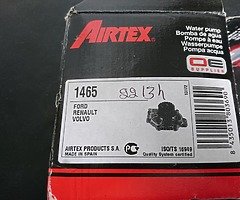 AIRTEX
Water pump
Bomba de agua
Pompe à eau
Wasserpumpe
Pompa acqua
OE
SUPPLIER
1465
2213h
FORD
RENAULT
VOLVO
AIRTEX PRODUCTS S.A.
MADE IN SPAIN
ISO/TS 16949
Quality System certified